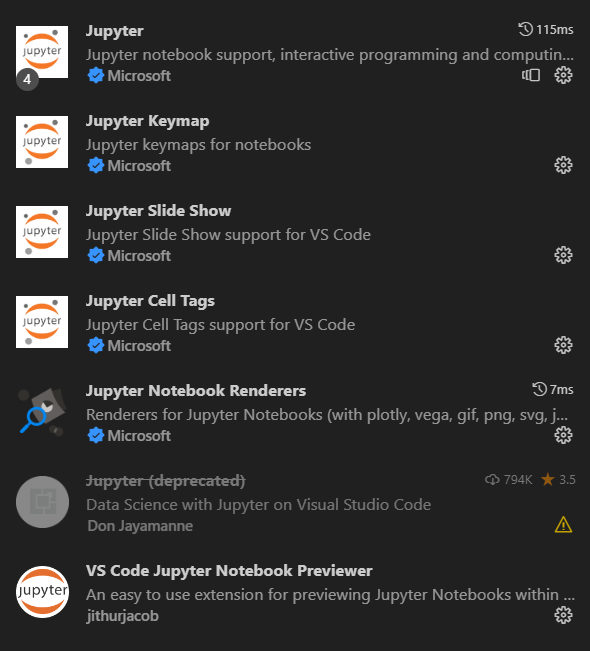 Jupyter 115ms
jupyter
Jupyter notebook support, interactive programming and computin...
4
Microsoft
Jupyter Keymap
jupyter
Jupyter keymaps for notebooks
Microsoft
Jupyter Slide Show
jupyter
Jupyter Slide Show support for VS Code
Microsoft
Jupyter Cell Tags
jupyter
Jupyter Cell Tags support for VS Code
Microsoft
Jupyter Notebook Renderers 7ms
Renderers for Jupyter Notebooks (with plotly, vega, gif, png, svg, j...
Microsoft
Jupyter (deprecated) 794K 3.5
Data Science with Jupyter on Visual Studio Code
Don Jayamanne
VS Code Jupyter Notebook Previewer
jupyter
An easy to use extension for previewing Jupyter Notebooks within ...
jithurjacob